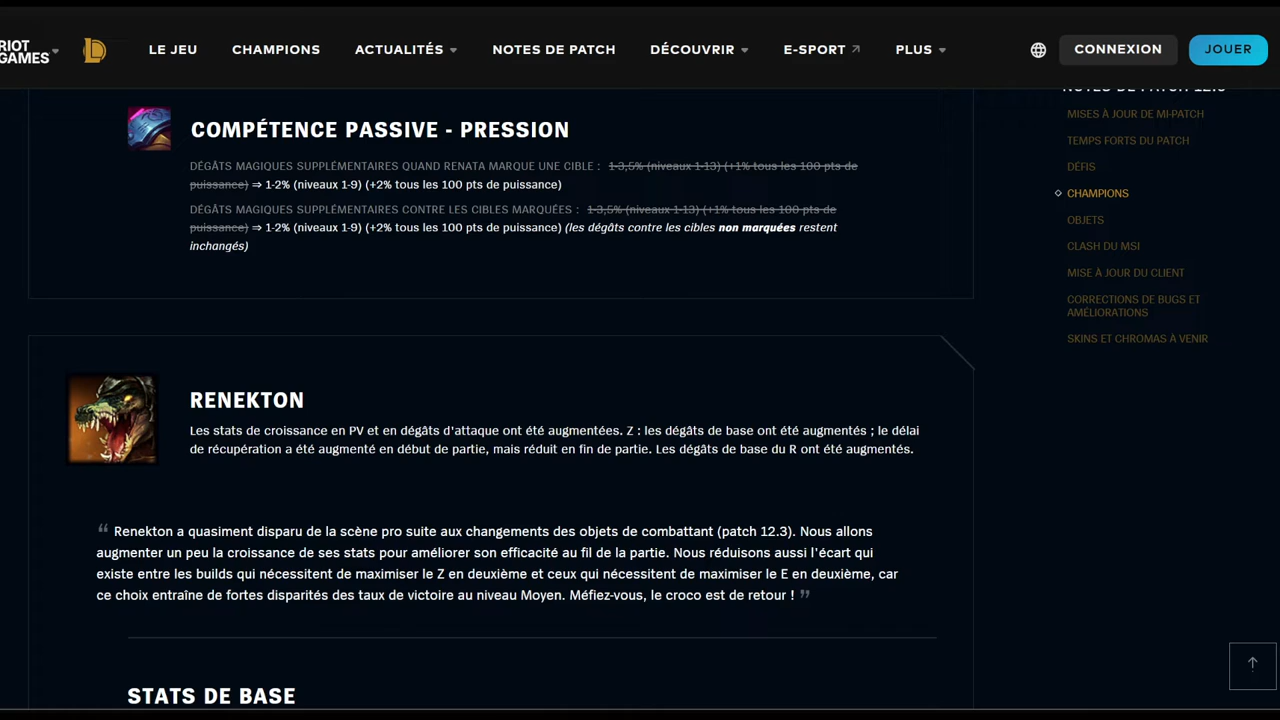 RIOT
GAMES
LE JEU
CHAMPIONS
ACTUALITÉS
NOTES DE PATCH
DÉCOUVRIR
E-SPORT
PLUS
CONNEXION
JOUER
COMPÉTENCE PASSIVE - PRESSION
DÉGÂTS MAGIQUES SUPPLÉMENTAIRES QUAND RENATA MARQUE UNE CIBLE : 1-3,5% (niveaux 1-13) (+1% tous les 100 pts de
puissance) ⇒ 1-2% (niveaux 1-9) (+2% tous les 100 pts de puissance)
DÉGÂTS MAGIQUES SUPPLÉMENTAIRES CONTRE LES CIBLES MARQUÉES : 1-3,5% (niveaux 1-13) (+1% tous les 100 pts de
puissance) ⇒ 1-2% (niveaux 1-9) (+2% tous les 100 pts de puissance) (les dégâts contre les cibles non marquées restent
inchangés)
RENEKTON
Les stats de croissance en PV et en dégâts d'attaque ont été augmentées. Z : les dégâts de base ont été augmentés ; le délai
de récupération a été augmenté en début de partie, mais réduit en fin de partie. Les dégâts de base du R ont été augmentés.
“ Renekton a quasiment disparu de la scène pro suite aux changements des objets de combattant (patch 12.3). Nous allons
augmenter un peu la croissance de ses stats pour améliorer son efficacité au fil de la partie. Nous réduisons aussi l'écart qui
existe entre les builds qui nécessitent de maximiser le Z en deuxième et ceux qui nécessitent de maximiser le E en deuxième, car
ce choix entraîne de fortes disparités des taux de victoire au niveau Moyen. Méfiez-vous, le croco est de retour ! ”
STATS DE BASE
NOTES DE PATCH
MISES À JOUR DE MI-PATCH
TEMPS FORTS DU PATCH
DÉFIS
CHAMPIONS
OBJETS
CLASH DU MSI
MISE À JOUR DU CLIENT
CORRECTIONS DE BUGS ET
AMÉLIORATIONS
SKINS ET CHROMAS À VENIR